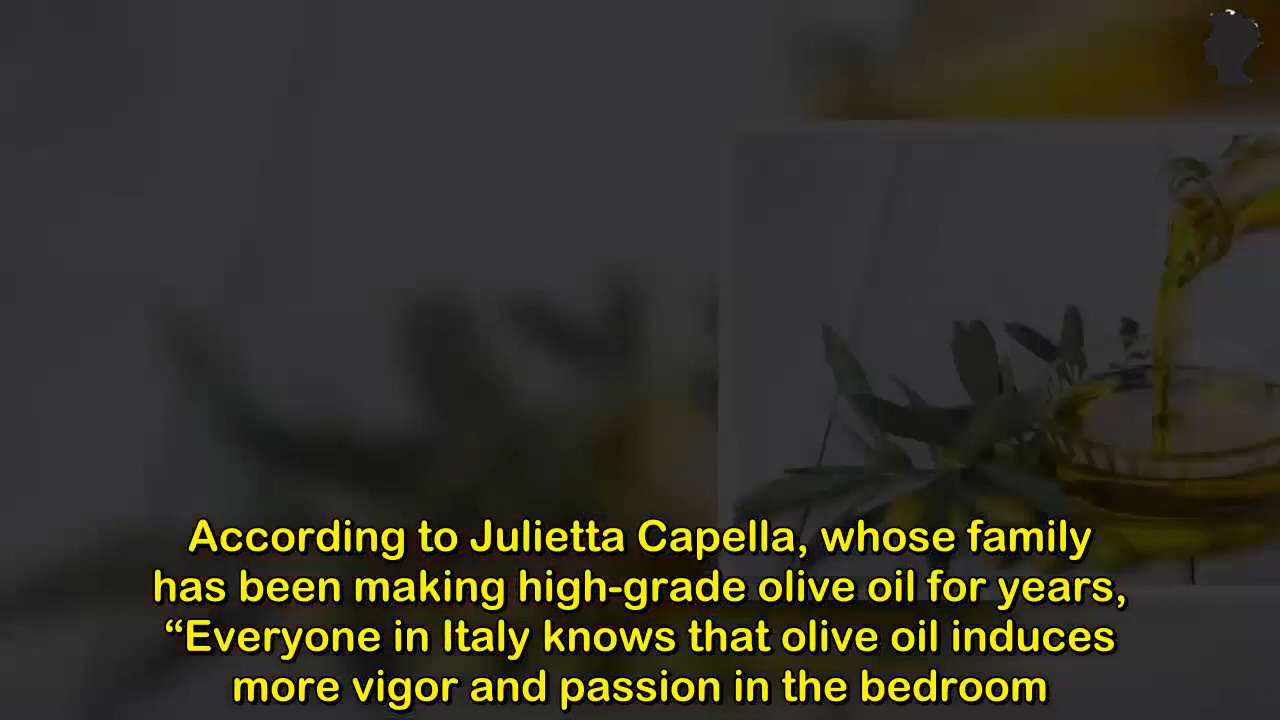 According to Julietta Capella, whose family
has been making high-grade olive oil for years,
“Everyone in Italy knows that olive oil induces
more vigor and passion in the bedroom